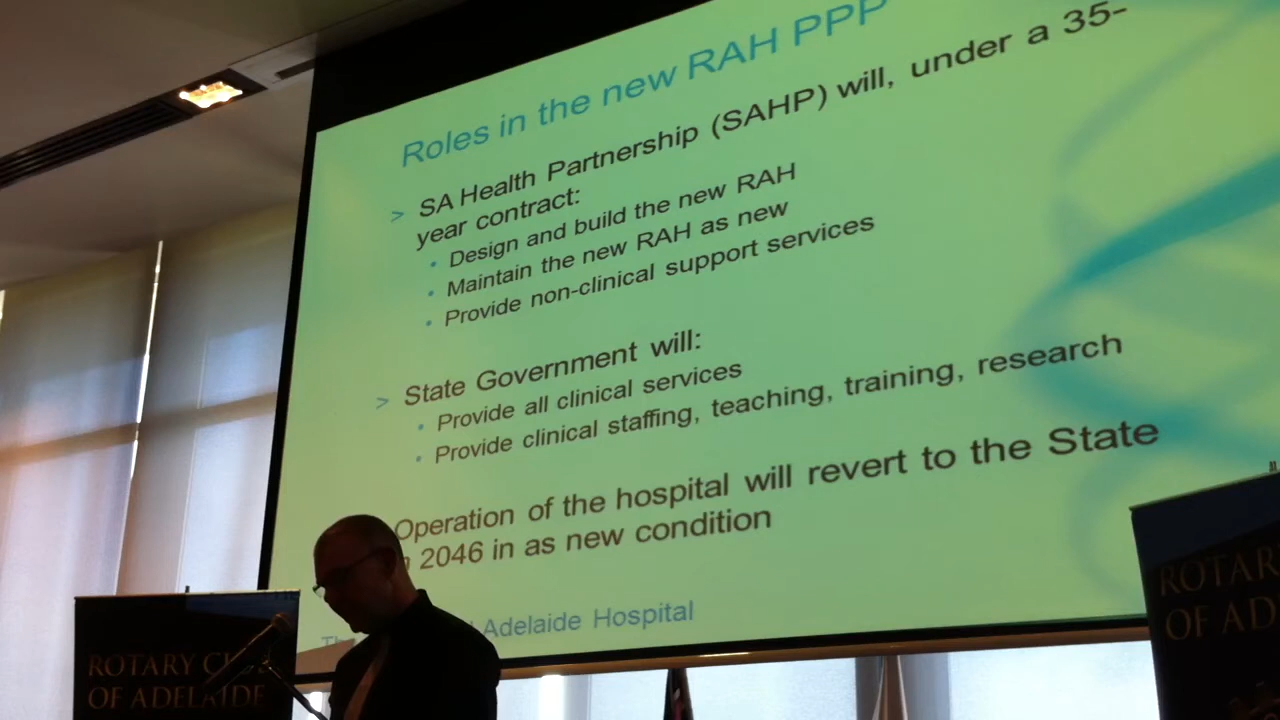 Roles in the new RAH PPP
> SA Health Partnership (SAHP) will, under a 35-
year contract:
• Design and build the new RAH
• Maintain the new RAH as new
• Provide non-clinical support services
> State Government will:
• Provide all clinical services
• Provide clinical staffing, teaching, training, research
Operation of the hospital will revert to the State
2046 in as new condition
Adelaide Hospital
ROTARY
OF ADELAIDE
ROTAR
OF AD